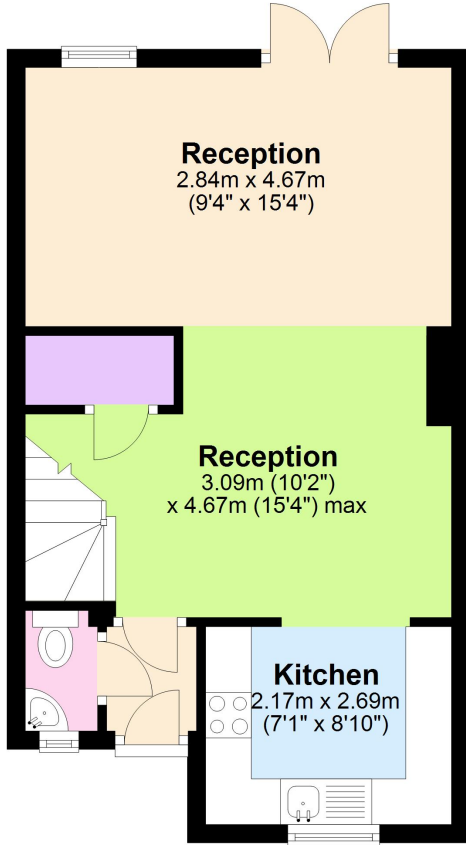 Reception
2.84m x 4.67m
(9'4" x 15'4")
Reception
3.09m (10'2")
x 4.67m (15'4") max
Kitchen
2.17m x 2.69m
(7'1" x 8'10")